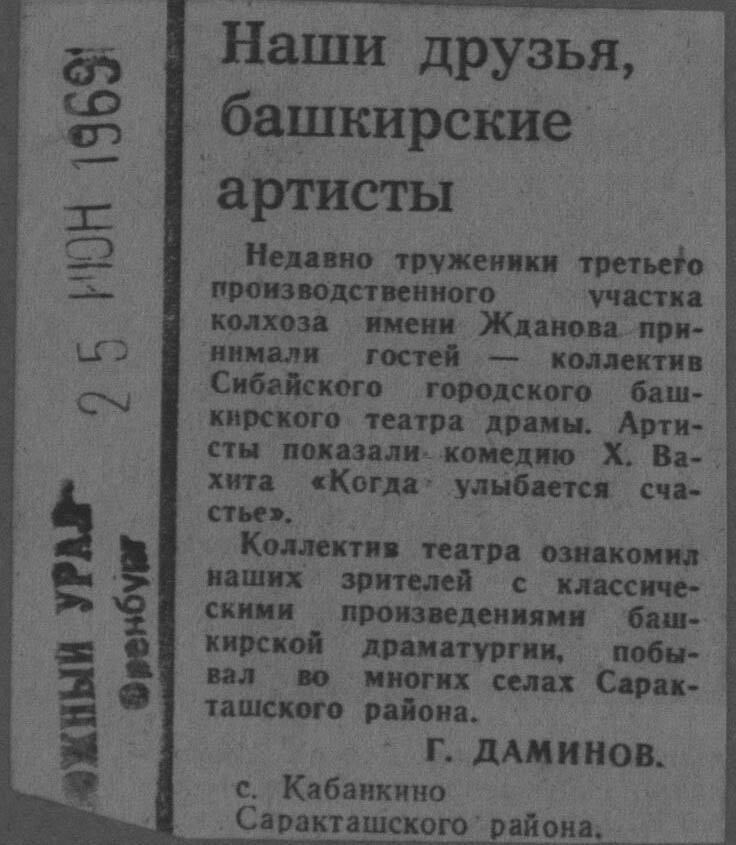 Наши друзья,
башкирские
артисты
Недавно труженики третьего
производственного участка
колхоза имени Жданова при-
нимали гостей — коллектив
Сибайского городского баш-
кирского театра драмы. Арти-
сты показали комедию Х. Ва-
хита «Когда улыбается сча-
стье».
Коллектив театра ознакомил
наших зрителей с классиче-
скими произведениями баш-
кирской драматургии, побы-
вал во многих селах Саракташ-
ташского района.
Г. ДАМИНОВ.
с. Кабанкино
Саракташского района.
25 ИЮН 1969
ЮЖНЫЙ УРАЛ
Оренбург